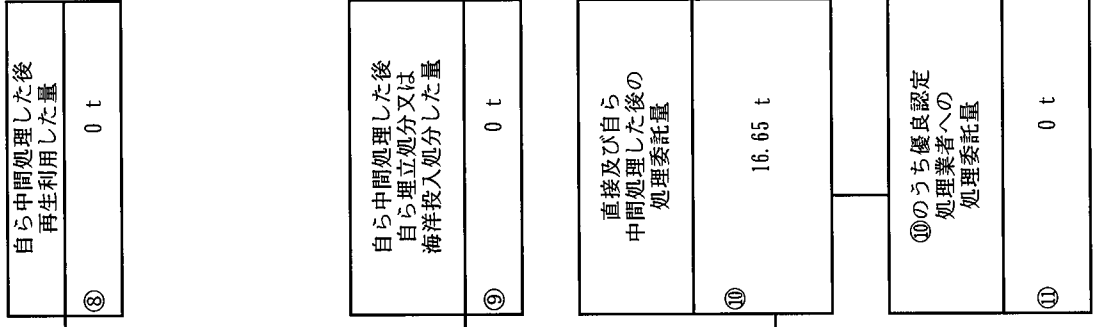 自ら中間処理した後
再生利用した量
⑧ 0 t
自ら中間処理した後
自ら埋立処分又は
海洋投入処分した量
⑨ 0 t
直接及び自ら
中間処理した後の
処理委託量
⑩ 16.65 t
⑩のうち優良認定
処理業者への
処理委託量
⑪ 0 t